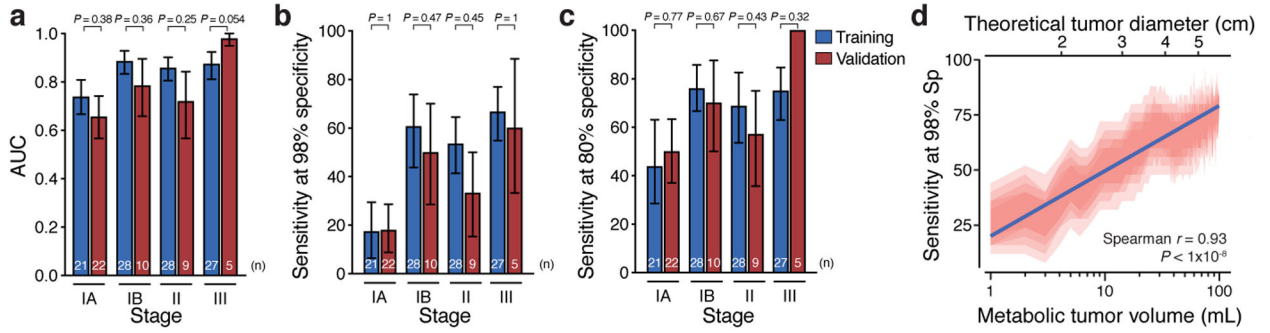 a
P = 0.38 P = 0.36 P = 0.25 P = 0.054
1.0
0.8
0.6
0.4
0.2
0.0
AUC
21 22 28 10 28 9 27 5 (n)
IA IB II III
Stage
b
P = 1 P = 0.47 P = 0.45 P = 1
100
80
60
40
20
0
Sensitivity at 98% specificity
21 22 28 10 28 9 27 5 (n)
IA IB II III
Stage
c
P = 0.77 P = 0.67 P = 0.43 P = 0.32
100
80
60
40
20
0
Sensitivity at 80% specificity
21 22 28 10 28 9 27 5 (n)
IA IB II III
Stage
Training
Validation
d
Theoretical tumor diameter (cm)
2 3 4 5
100
75
50
25
Sensitivity at 98% Sp
Spearman r = 0.93
P < 1x10⁻⁸
1 10 100
Metabolic tumor volume (mL)